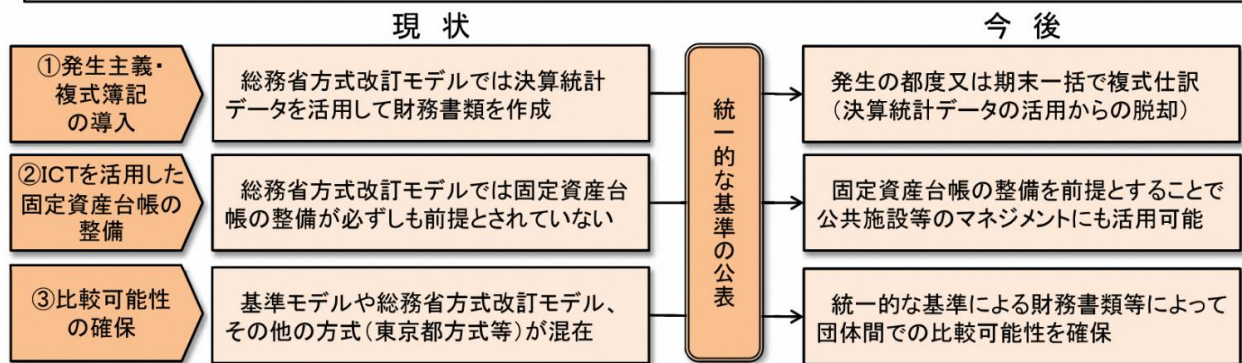 現 状
今 後
①発生主義・
複式簿記
の導入
総務省方式改訂モデルでは決算統計
データを活用して財務書類を作成
発生の都度又は期末一括で複式仕訳
（決算統計データの活用からの脱却）
②ICTを活用した
固定資産台帳の
整備
総務省方式改訂モデルでは固定資産台
帳の整備が必ずしも前提とされていない
統一的な基準の公表
固定資産台帳の整備を前提とすることで
公共施設等のマネジメントにも活用可能
③比較可能性
の確保
基準モデルや総務省方式改訂モデル、
その他の方式（東京都方式等）が混在
統一的な基準による財務書類等によって
団体間での比較可能性を確保